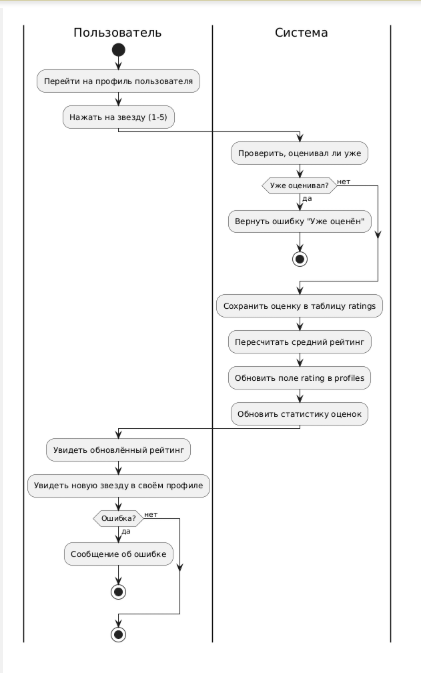 Пользователь
Система
Перейти на профиль пользователя
Нажать на звезду (1-5)
Проверить, оценивал ли уже
Уже оценивал?
нет
да
Вернуть ошибку "Уже оценён"
Сохранить оценку в таблицу ratings
Пересчитать средний рейтинг
Обновить поле rating в profiles
Обновить статистику оценок
Увидеть обновлённый рейтинг
Увидеть новую звезду в своём профиле
Ошибка?
нет
да
Сообщение об ошибке